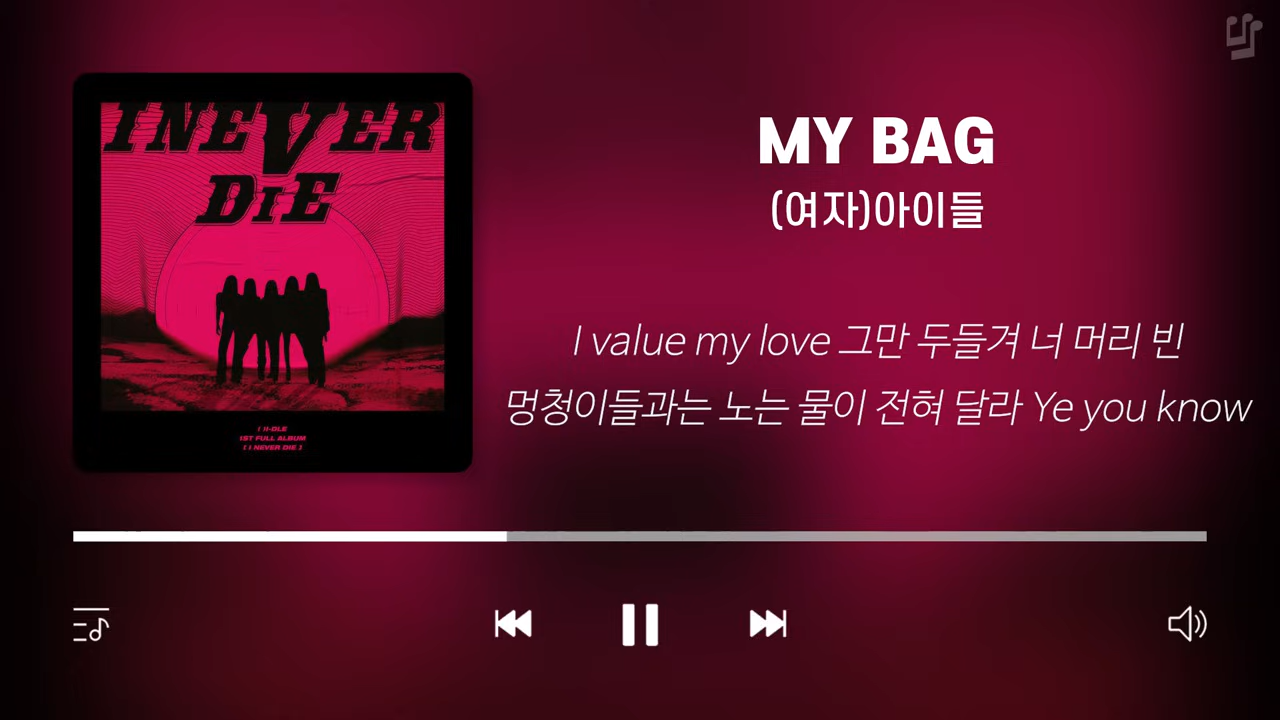 I NEVER
DIE
( )I-DLE
1ST FULL ALBUM
[ I NEVER DIE ]
MY BAG
(여자)아이들
I value my love 그만 두들겨 너 머리 빈
멍청이들과는 노는 물이 전혀 달라 Ye you know